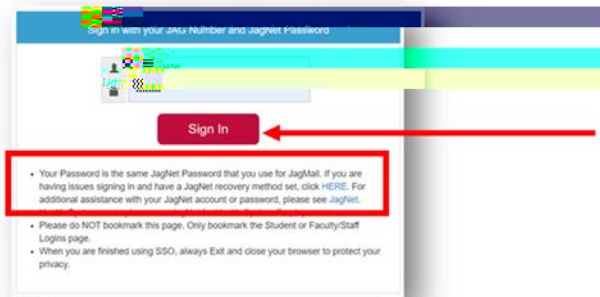 Sign in with your JAG Number and JagNet Password
Sign In
• Your Password is the same JagNet Password that you use for JagMail. If you are
having issues signing in and have a JagNet recovery method set, click HERE. For
additional assistance with your JagNet account or password, please see JagNet.
• Please do NOT bookmark this page. Only bookmark the Student or Faculty/Staff
Logins page.
• When you are finished using SSO, always Exit and close your browser to protect your
privacy.